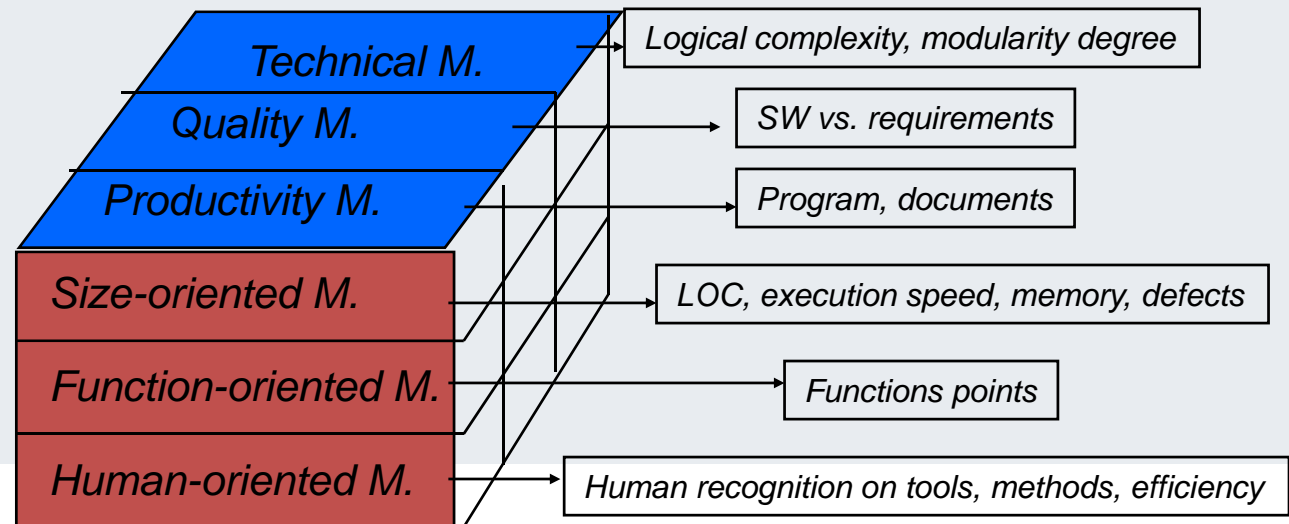 Technical M.
Logical complexity, modularity degree
Quality M.
SW vs. requirements
Productivity M.
Program, documents
Size-oriented M.
LOC, execution speed, memory, defects
Function-oriented M.
Functions points
Human-oriented M.
Human recognition on tools, methods, efficiency